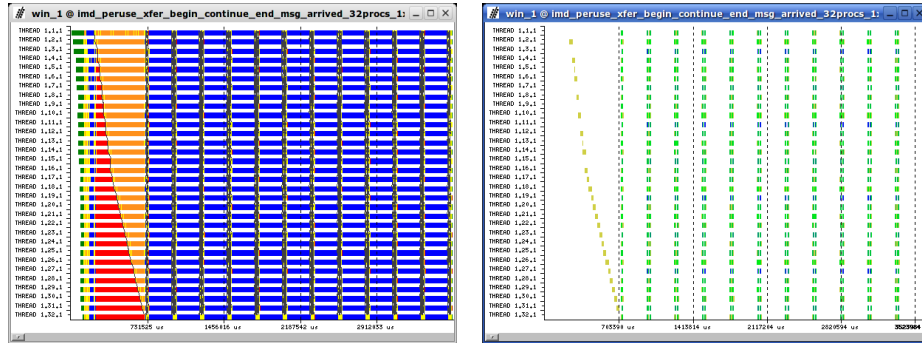 win_1 @ imd_peruse_xfer_begin_continue_end_msg_arrived_32procs_1:
THREAD 1.1.1
THREAD 1.2.1
THREAD 1.3.1
THREAD 1.4.1
THREAD 1.5.1
THREAD 1.6.1
THREAD 1.7.1
THREAD 1.8.1
THREAD 1.9.1
THREAD 1.10.1
THREAD 1.11.1
THREAD 1.12.1
THREAD 1.13.1
THREAD 1.14.1
THREAD 1.15.1
THREAD 1.16.1
THREAD 1.17.1
THREAD 1.18.1
THREAD 1.19.1
THREAD 1.20.1
THREAD 1.21.1
THREAD 1.22.1
THREAD 1.23.1
THREAD 1.24.1
THREAD 1.25.1
THREAD 1.26.1
THREAD 1.27.1
THREAD 1.28.1
THREAD 1.29.1
THREAD 1.30.1
THREAD 1.31.1
THREAD 1.32.1
731525 us 1456016 us 2187542 us 2912033 us
win_1 @ imd_peruse_xfer_begin_continue_end_msg_arrived_32procs_1:
THREAD 1.1.1
THREAD 1.2.1
THREAD 1.3.1
THREAD 1.4.1
THREAD 1.5.1
THREAD 1.6.1
THREAD 1.7.1
THREAD 1.8.1
THREAD 1.9.1
THREAD 1.10.1
THREAD 1.11.1
THREAD 1.12.1
THREAD 1.13.1
THREAD 1.14.1
THREAD 1.15.1
THREAD 1.16.1
THREAD 1.17.1
THREAD 1.18.1
THREAD 1.19.1
THREAD 1.20.1
THREAD 1.21.1
THREAD 1.22.1
THREAD 1.23.1
THREAD 1.24.1
THREAD 1.25.1
THREAD 1.26.1
THREAD 1.27.1
THREAD 1.28.1
THREAD 1.29.1
THREAD 1.30.1
THREAD 1.31.1
THREAD 1.32.1
703390 us 1413814 us 2117204 us 2820594 us 3523984